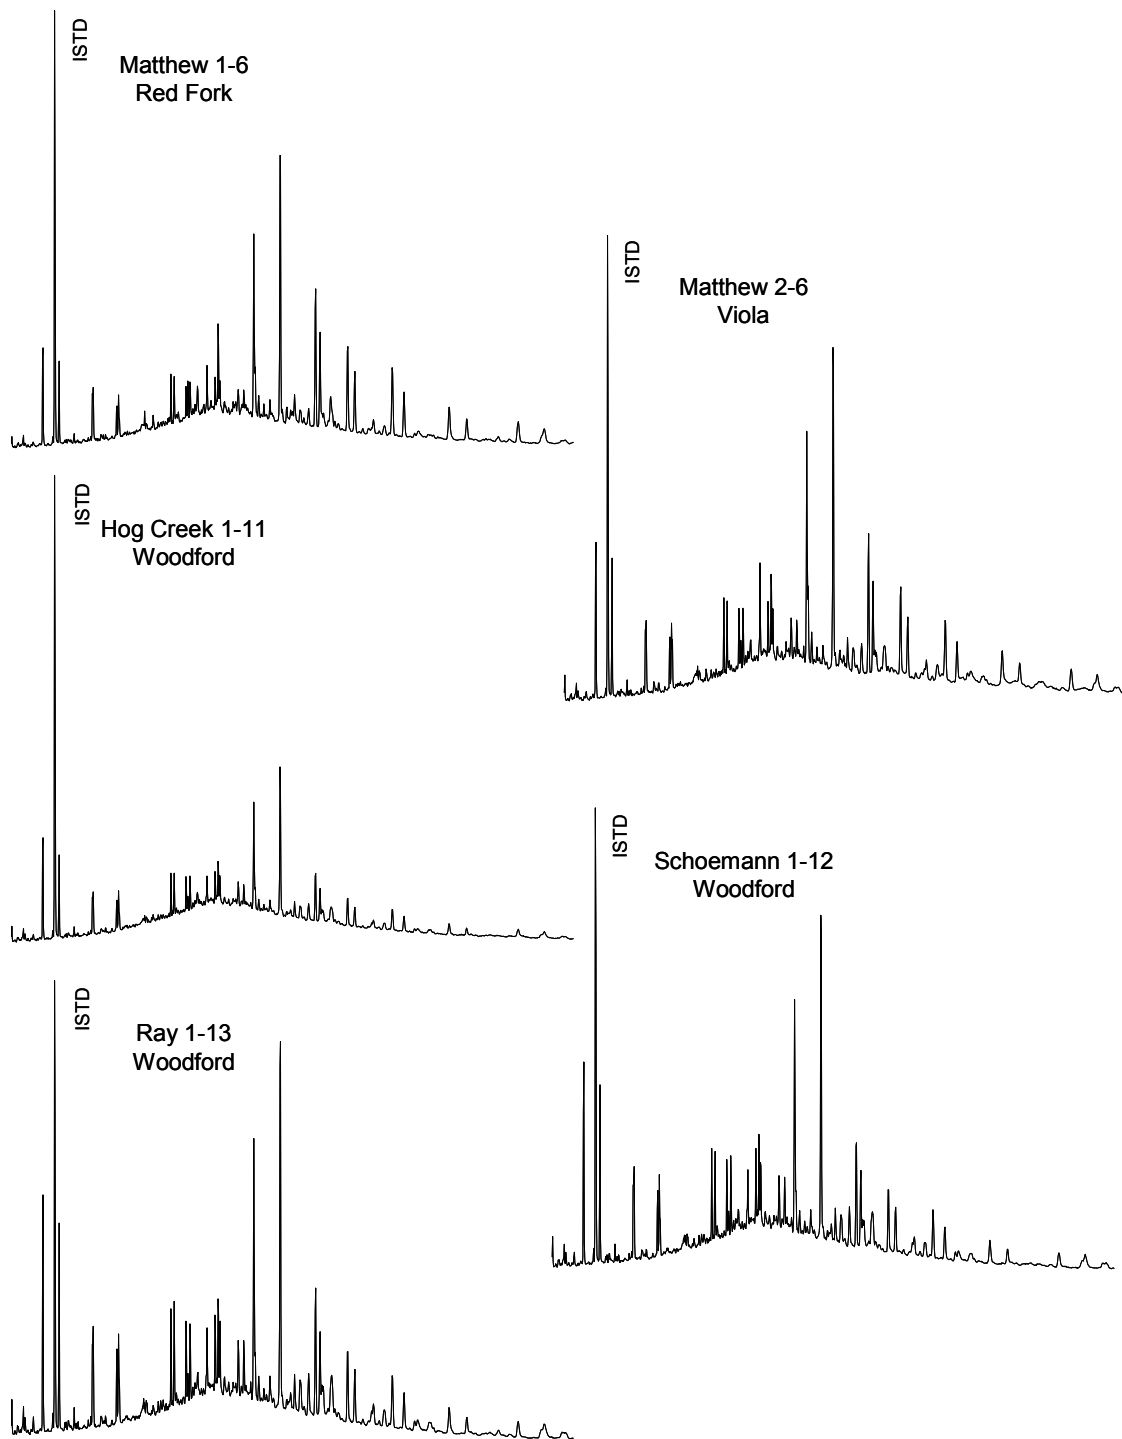 ISTD
Matthew 1-6
Red Fork
ISTD
Matthew 2-6
Viola
ISTD
Hog Creek 1-11
Woodford
ISTD
Schoemann 1-12
Woodford
ISTD
Ray 1-13
Woodford